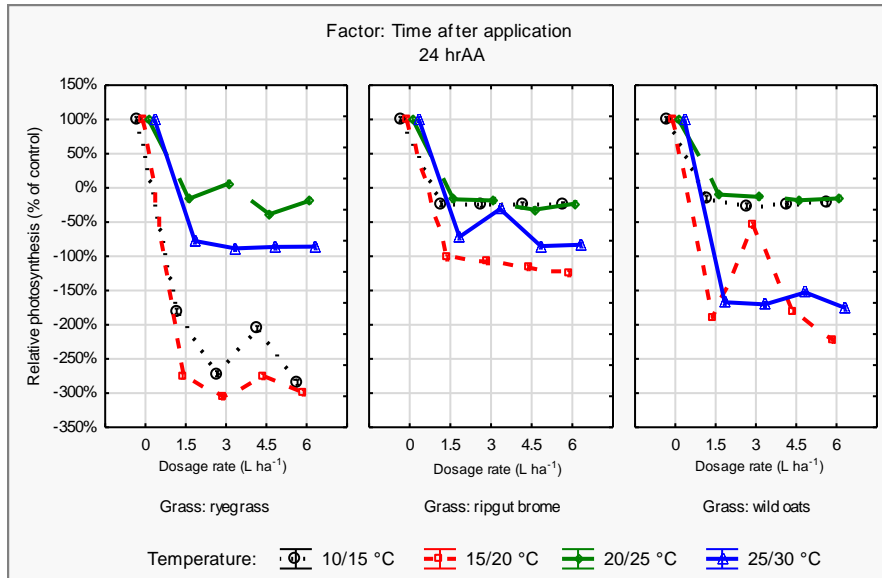 Factor: Time after application
24 hrAA
150%
100%
50%
0%
-50%
-100%
-150%
-200%
-250%
-300%
-350%
Relative photosynthesis (% of control)
0 1.5 3 4.5 6 0 1.5 3 4.5 6 0 1.5 3 4.5 6
Dosage rate (L ha⁻¹) Dosage rate (L ha⁻¹) Dosage rate (L ha⁻¹)
Grass: ryegrass Grass: ripgut brome Grass: wild oats
Temperature: 10/15 °C 15/20 °C 20/25 °C 25/30 °C